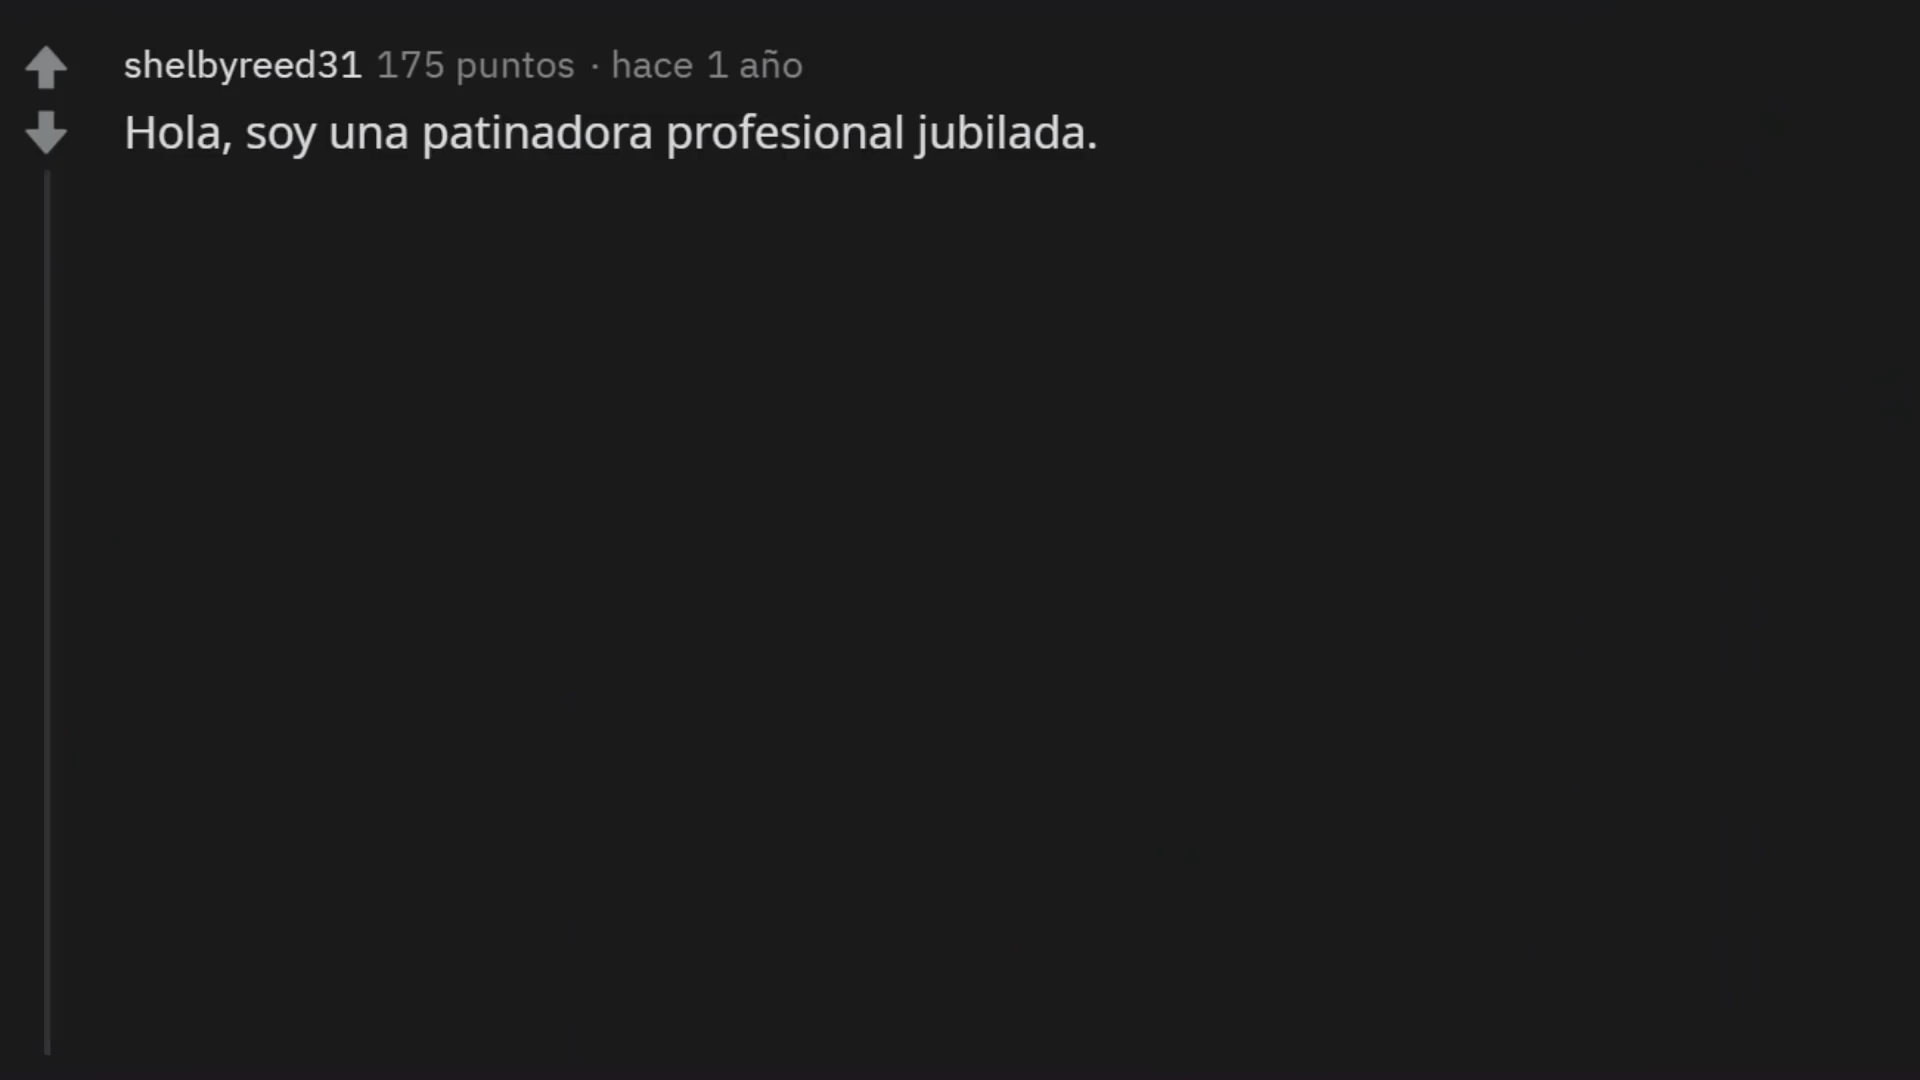 shelbyreed31 175 puntos · hace 1 año
Hola, soy una patinadora profesional jubilada.